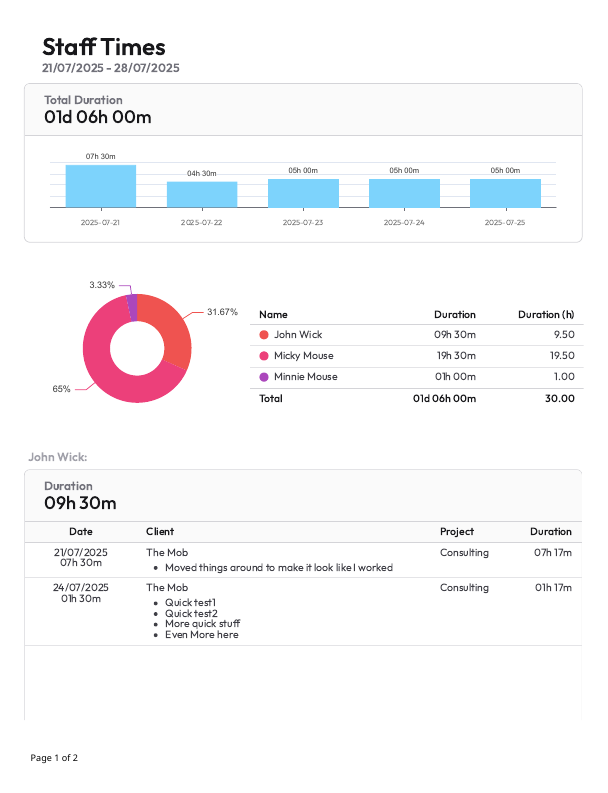 Staff Times
21/07/2025 - 28/07/2025
Total Duration
01d 06h 00m
07h 30m
04h 30m
05h 00m
05h 00m
05h 00m
2025-07-21
2025-07-22
2025-07-23
2025-07-24
2025-07-25
3.33%
31.67%
65%
Name Duration Duration (h)
John Wick 09h 30m 9.50
Micky Mouse 19h 30m 19.50
Minnie Mouse 01h 00m 1.00
Total 01d 06h 00m 30.00
John Wick:
Duration
09h 30m
Date Client Project Duration
21/07/2025 The Mob Consulting 07h 17m
07h 30m
• Moved things around to make it look like I worked
24/07/2025 The Mob Consulting 01h 17m
01h 30m
• Quick test1
• Quick test2
• More quick stuff
• Even More here
Page 1 of 2